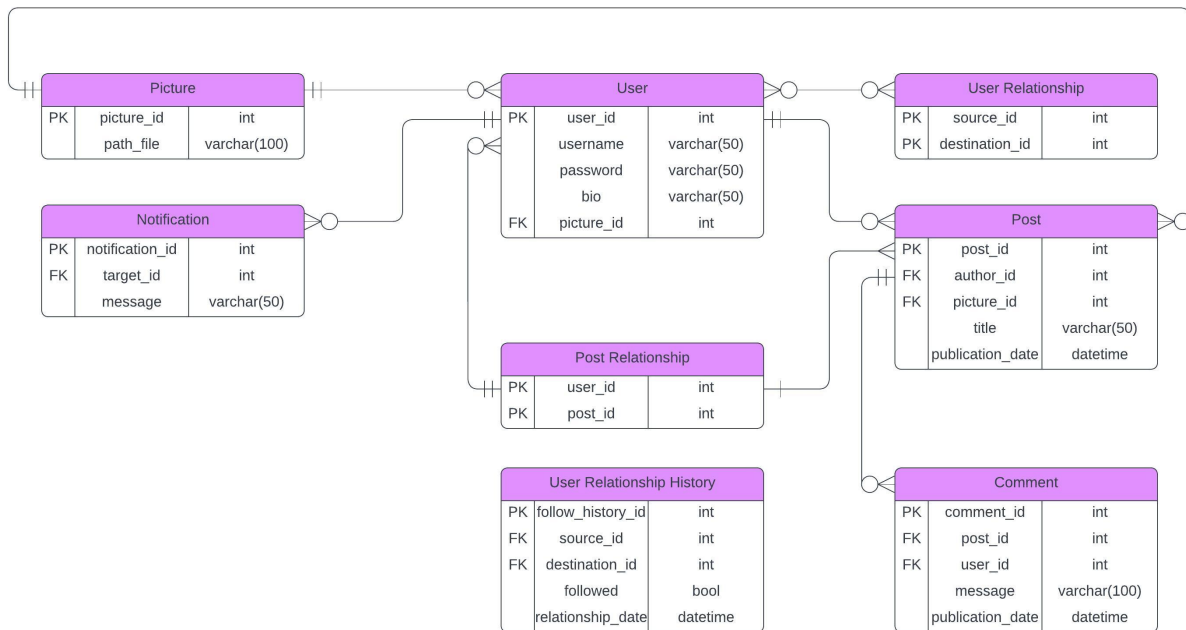 Picture
PK picture_id int
path_file varchar(100)
User
PK user_id int
username varchar(50)
password varchar(50)
bio varchar(50)
FK picture_id int
User Relationship
PK source_id int
PK destination_id int
Notification
PK notification_id int
FK target_id int
message varchar(50)
Post
PK post_id int
FK author_id int
FK picture_id int
title varchar(50)
publication_date datetime
Post Relationship
PK user_id int
PK post_id int
User Relationship History
PK follow_history_id int
FK source_id int
FK destination_id int
followed bool
relationship_date datetime
Comment
PK comment_id int
FK post_id int
FK user_id int
message varchar(100)
publication_date datetime